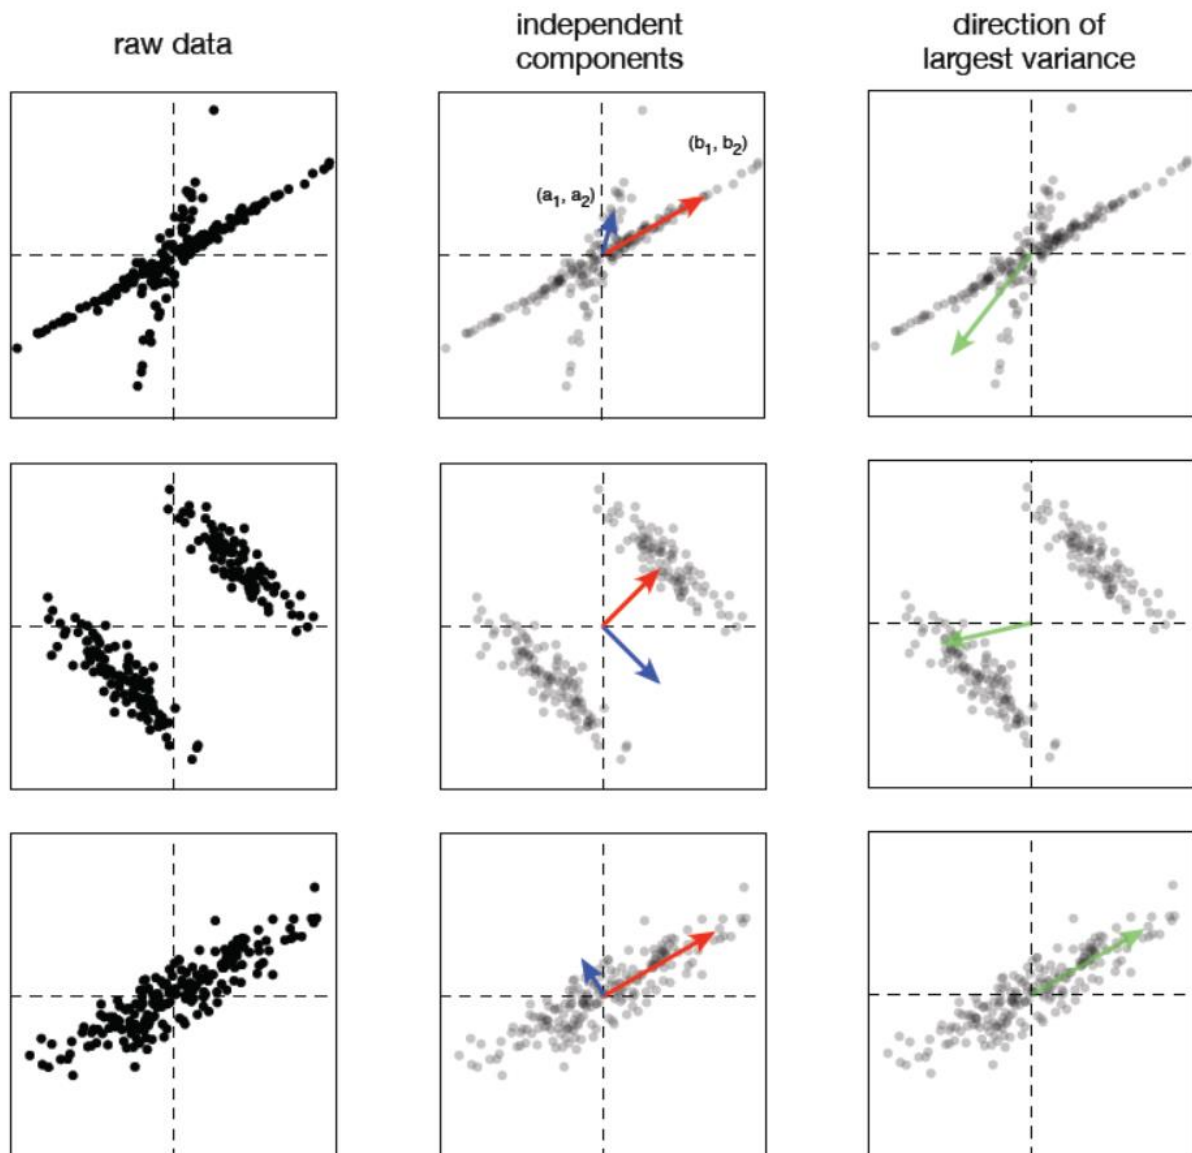 raw data
independent
components
direction of
largest variance
(b₁, b₂)
(a₁, a₂)